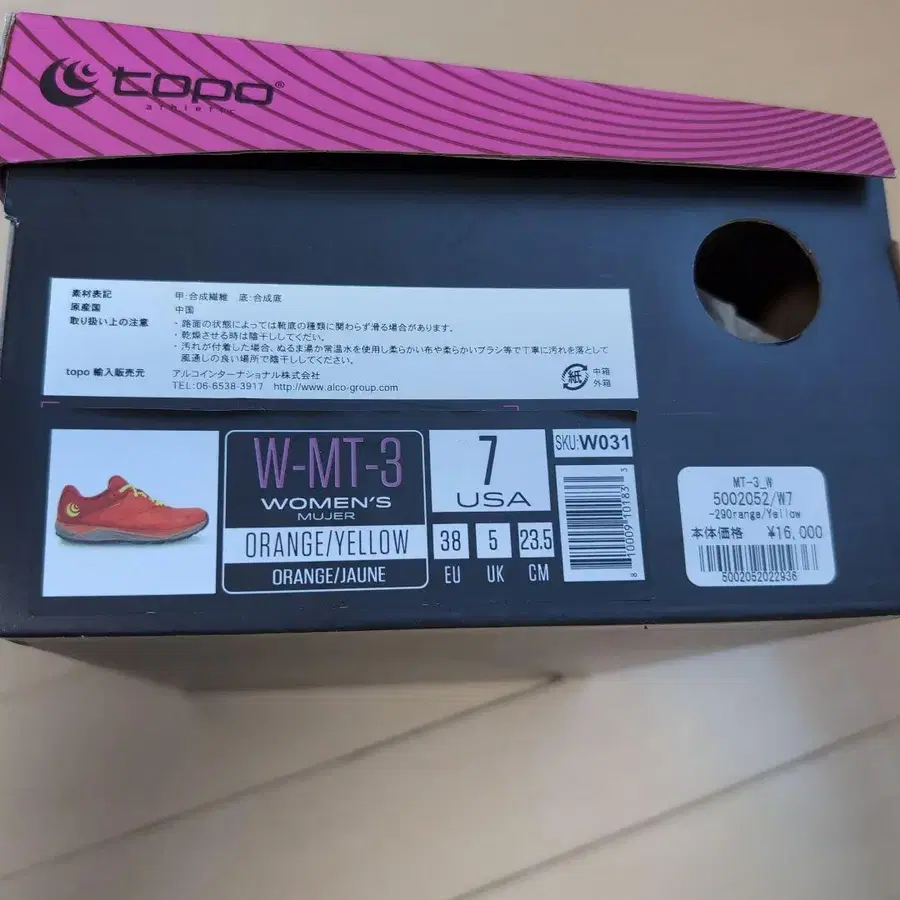 topo®
athletic
素材表記 甲:合成繊維 底:合成底
原産国 中国
取り扱い上の注意 ・路面の状態によっては靴底の種類に関わらず滑る場合があります。
・乾燥させる時は陰干ししてください。
・汚れが付着した場合、ぬるま湯か常温水を使用し柔らかい布や柔らかいブラシ等で丁寧に汚れを落として
風通しの良い場所で陰干ししてください。
topo 輸入販売元 アルコインターナショナル株式会社
TEL:06-6538-3917 http://www.alco-group.com
紙 中箱
外箱
W-MT-3
WOMEN'S
MUJER
ORANGE/YELLOW
ORANGE/JAUNE
7
USA
38 5 23.5
EU UK CM
SKU:W031
8 10009 10183 3
MT-3_W
5002052/W7
-290range/Yellow
本体価格 ¥16,000
5002052022936